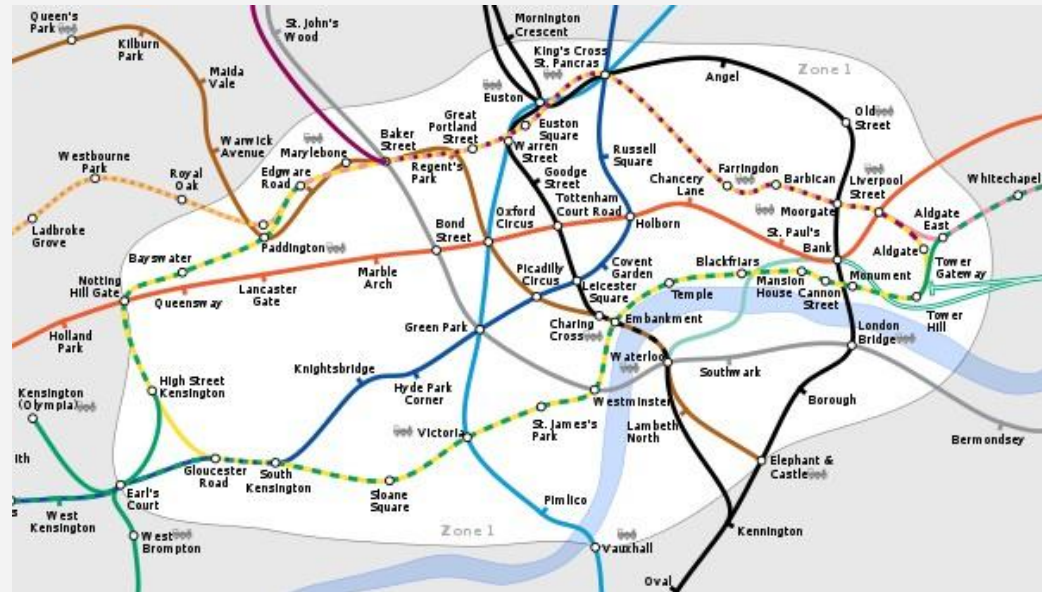 Queen's
Park
Kilburn
Park
St. John's
Wood
Mornington
Crescent
King's Cross
St. Pancras
Angel
Zone 1
Maida
Vale
Euston
Old
Street
Great
Portland
Street
Euston
Square
Baker
Street
Warwick
Avenue
Marylebone
Warren
Street
Russell
Square
Westbourne
Park
Royal
Oak
Edgware
Road
Regent's
Park
Goodge
Street
Chancery
Lane
Farringdon
Barbican
Liverpool
Street
Whitechapel
Tottenham
Court Road
Moorgate
Aldgate
East
Ladbroke
Grove
Paddington
Bond
Street
Oxford
Circus
Holborn
St. Paul's
Bank
Aldgate
Bayswater
Covent
Garden
Blackfriars
Tower
Gateway
Notting
Hill Gate
Queensway
Lancaster
Gate
Marble
Arch
Picadilly
Circus
Leicester
Square
Temple
Mansion
House
Cannon
Street
Monument
Tower
Hill
Holland
Park
Green Park
Charing
Cross
Embankment
London
Bridge
Waterloo
Southwark
Knightsbridge
Hyde Park
Corner
High Street
Kensington
Kensington
(Olympia)
Westminster
Borough
St. James's
Park
Lambeth
North
Bermondsey
Victoria
ith
Gloucester
Road
South
Kensington
Elephant &
Castle
Earl's
Court
Sloane
Square
s
West
Kensington
Pimlico
Zone 1
Kennington
West
Brompton
Vauxhall
Oval